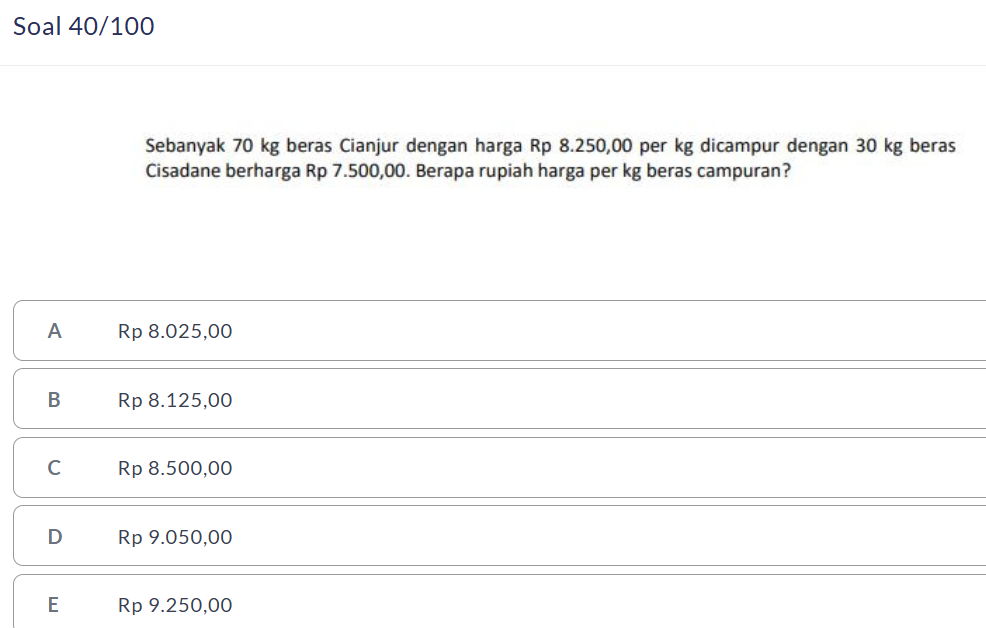 Soal 40/100
Sebanyak 70 kg beras Cianjur dengan harga Rp 8.250,00 per kg dicampur dengan 30 kg beras
Cisadane berharga Rp 7.500,00. Berapa rupiah harga per kg beras campuran?
A Rp 8.025,00
B Rp 8.125,00
C Rp 8.500,00
D Rp 9.050,00
E Rp 9.250,00